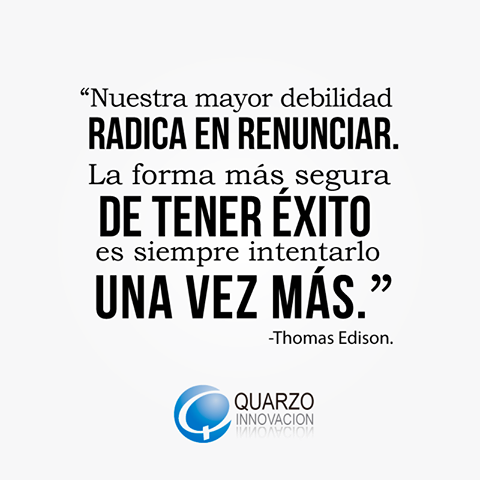 “Nuestra mayor debilidad
RADICA EN RENUNCIAR.
La forma más segura
DE TENER ÉXITO
es siempre intentarlo
UNA VEZ MÁS.”
-Thomas Edison.
QUARZO
INNOVACION